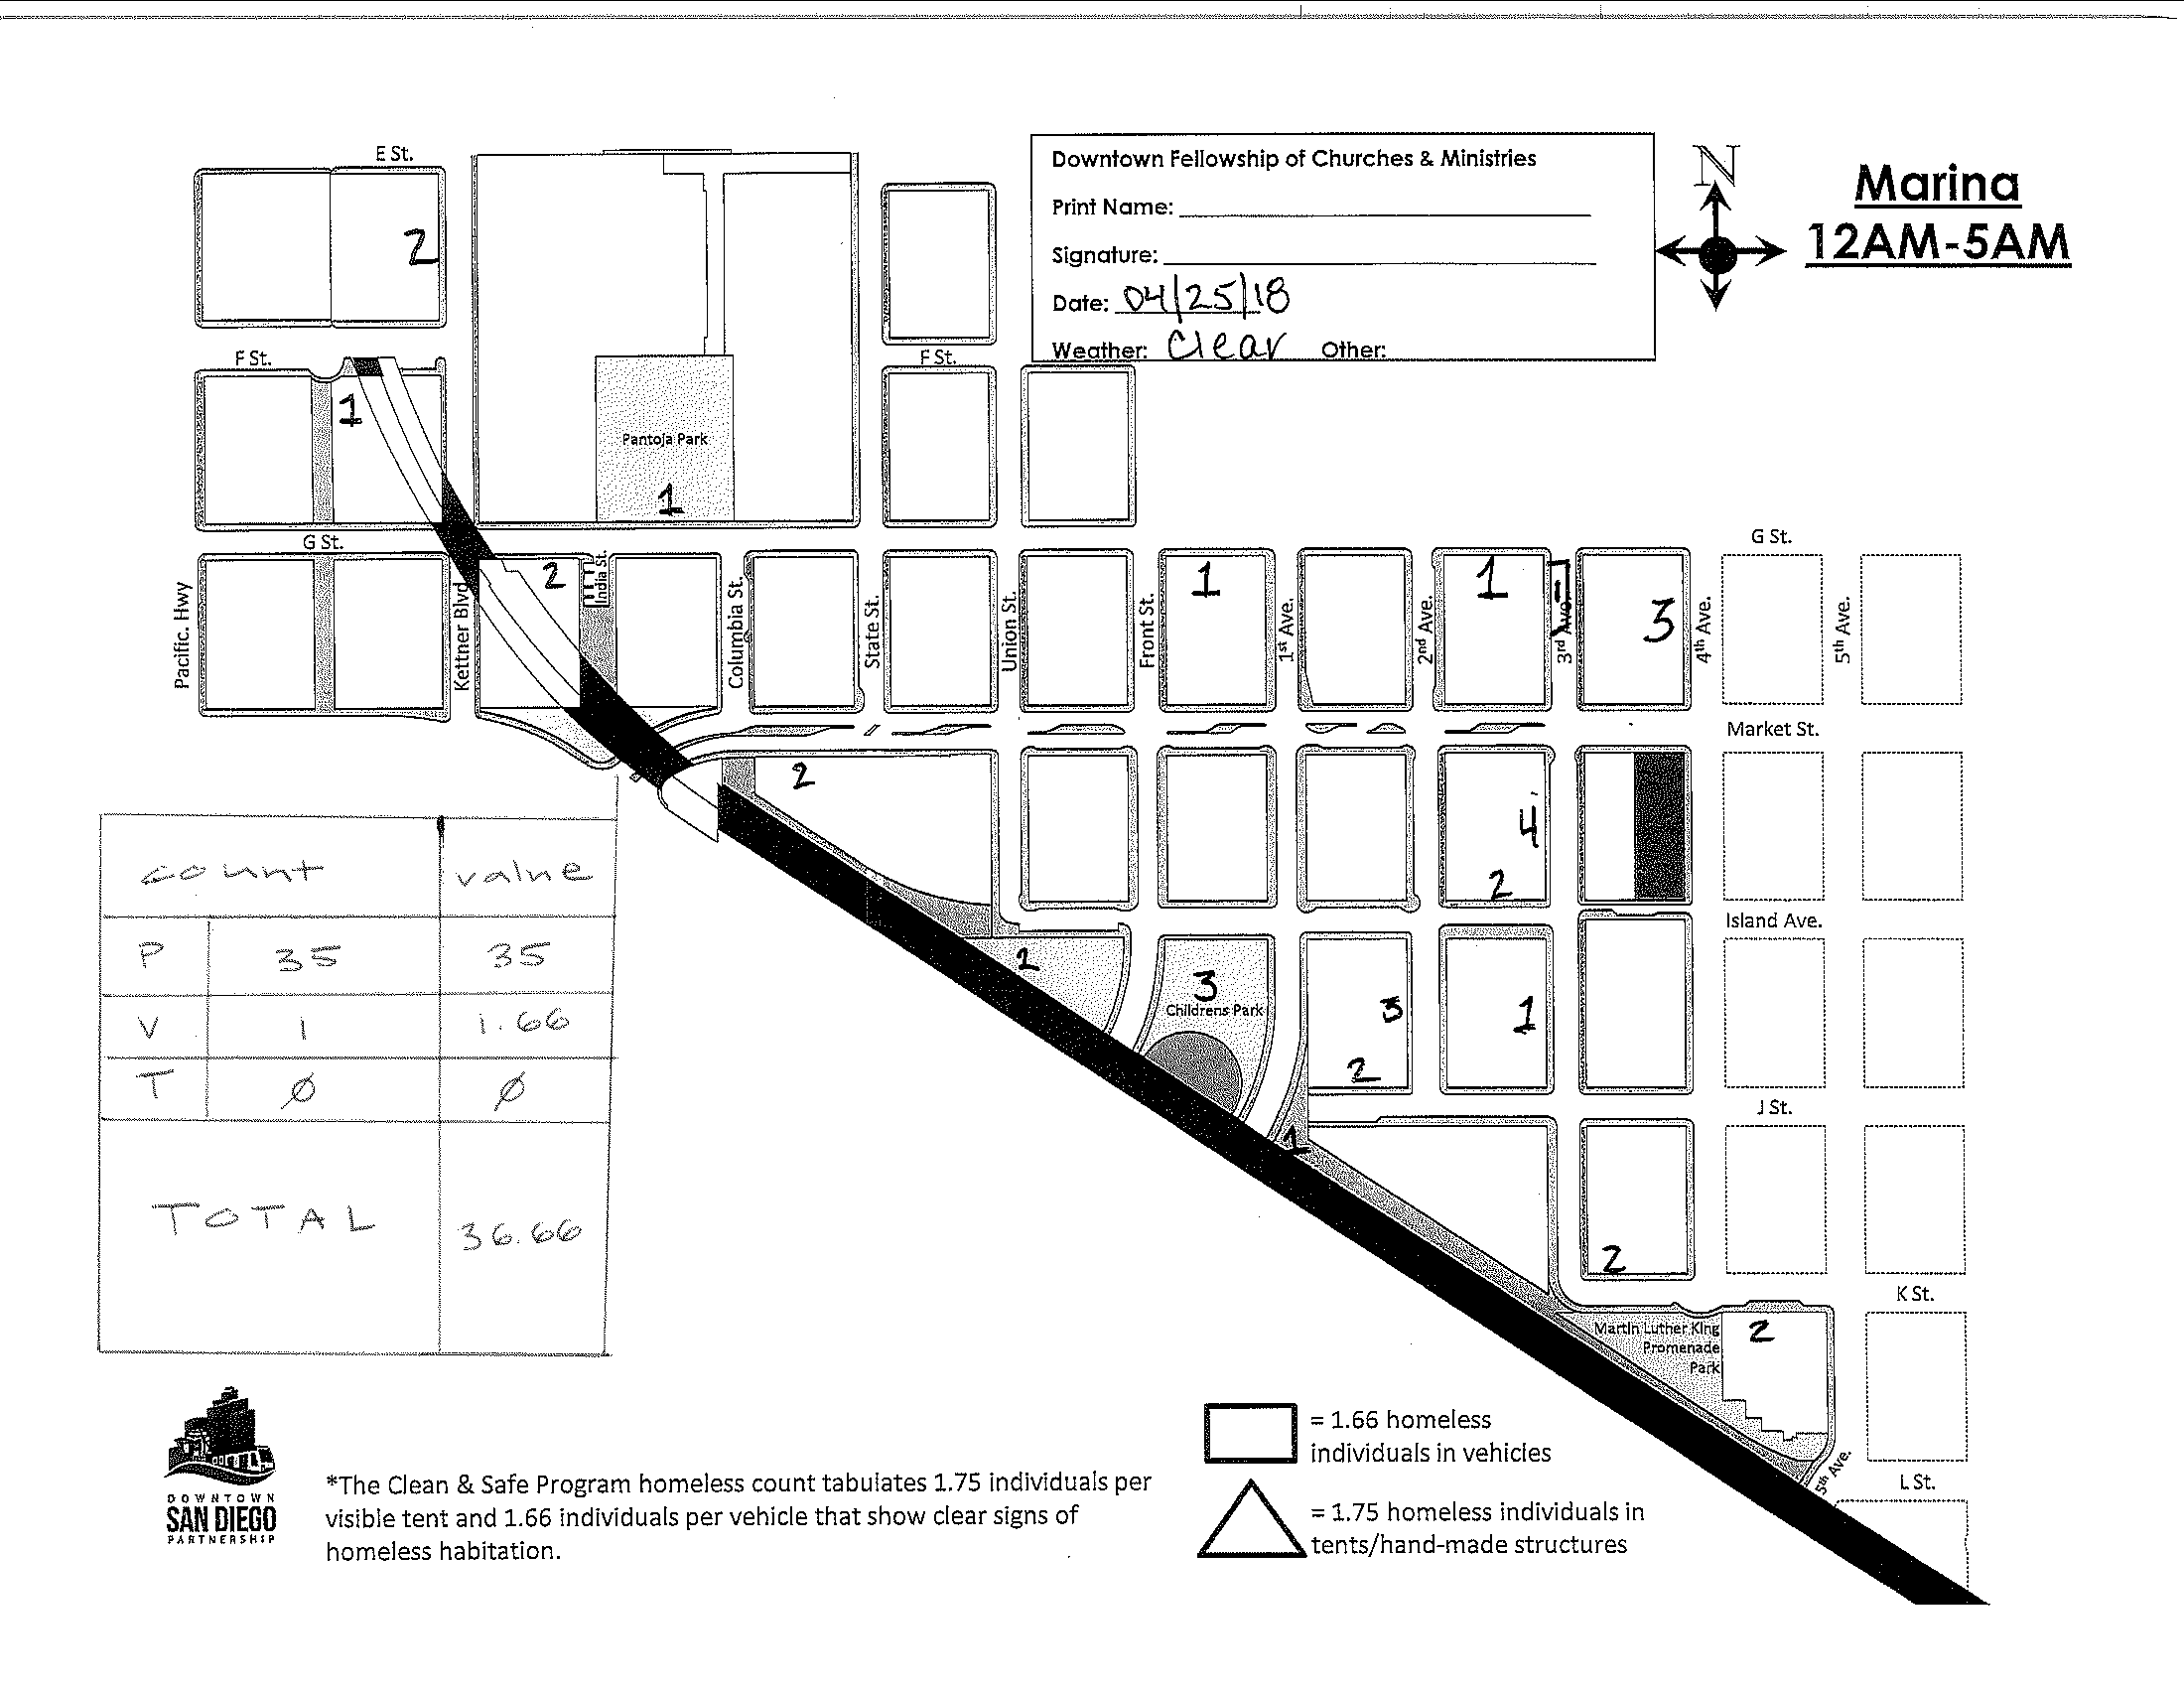 E St.
2
Downtown Fellowship of Churches & Ministries
Print Name:
Signature:
Date: 04/25/18
Weather: Clear Other:
N
Marina
12AM-5AM
F St.
F St.
1
Pantoja Park
1
G St.
G St.
Pacific. Hwy
Kettner Blvd
2
India St.
Columbia St.
State St.
Union St.
Front St.
1
1st Ave.
2nd Ave.
1
3rd Ave.
1
3
4th Ave.
5th Ave.
Market St.
2
4
2
Island Ave.
2
3
Childrens Park
3
2
1
J St.
1
2
K St.
Martin Luther King
Promenade
Park
2
5th Ave.
L St.
count value
P 35 35
V 1 1.66
T Ø Ø
TOTAL 36.66
DOWNTOWN
SAN DIEGO
PARTNERSHIP
*The Clean & Safe Program homeless count tabulates 1.75 individuals per
visible tent and 1.66 individuals per vehicle that show clear signs of
homeless habitation.
= 1.66 homeless
individuals in vehicles
= 1.75 homeless individuals in
tents/hand-made structures